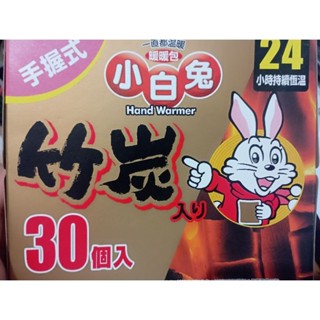 手握式
一直都溫暖
圍暖包
小白兔
Hand Warmer
24
小時持續恆溫
竹炭
入り
30個入